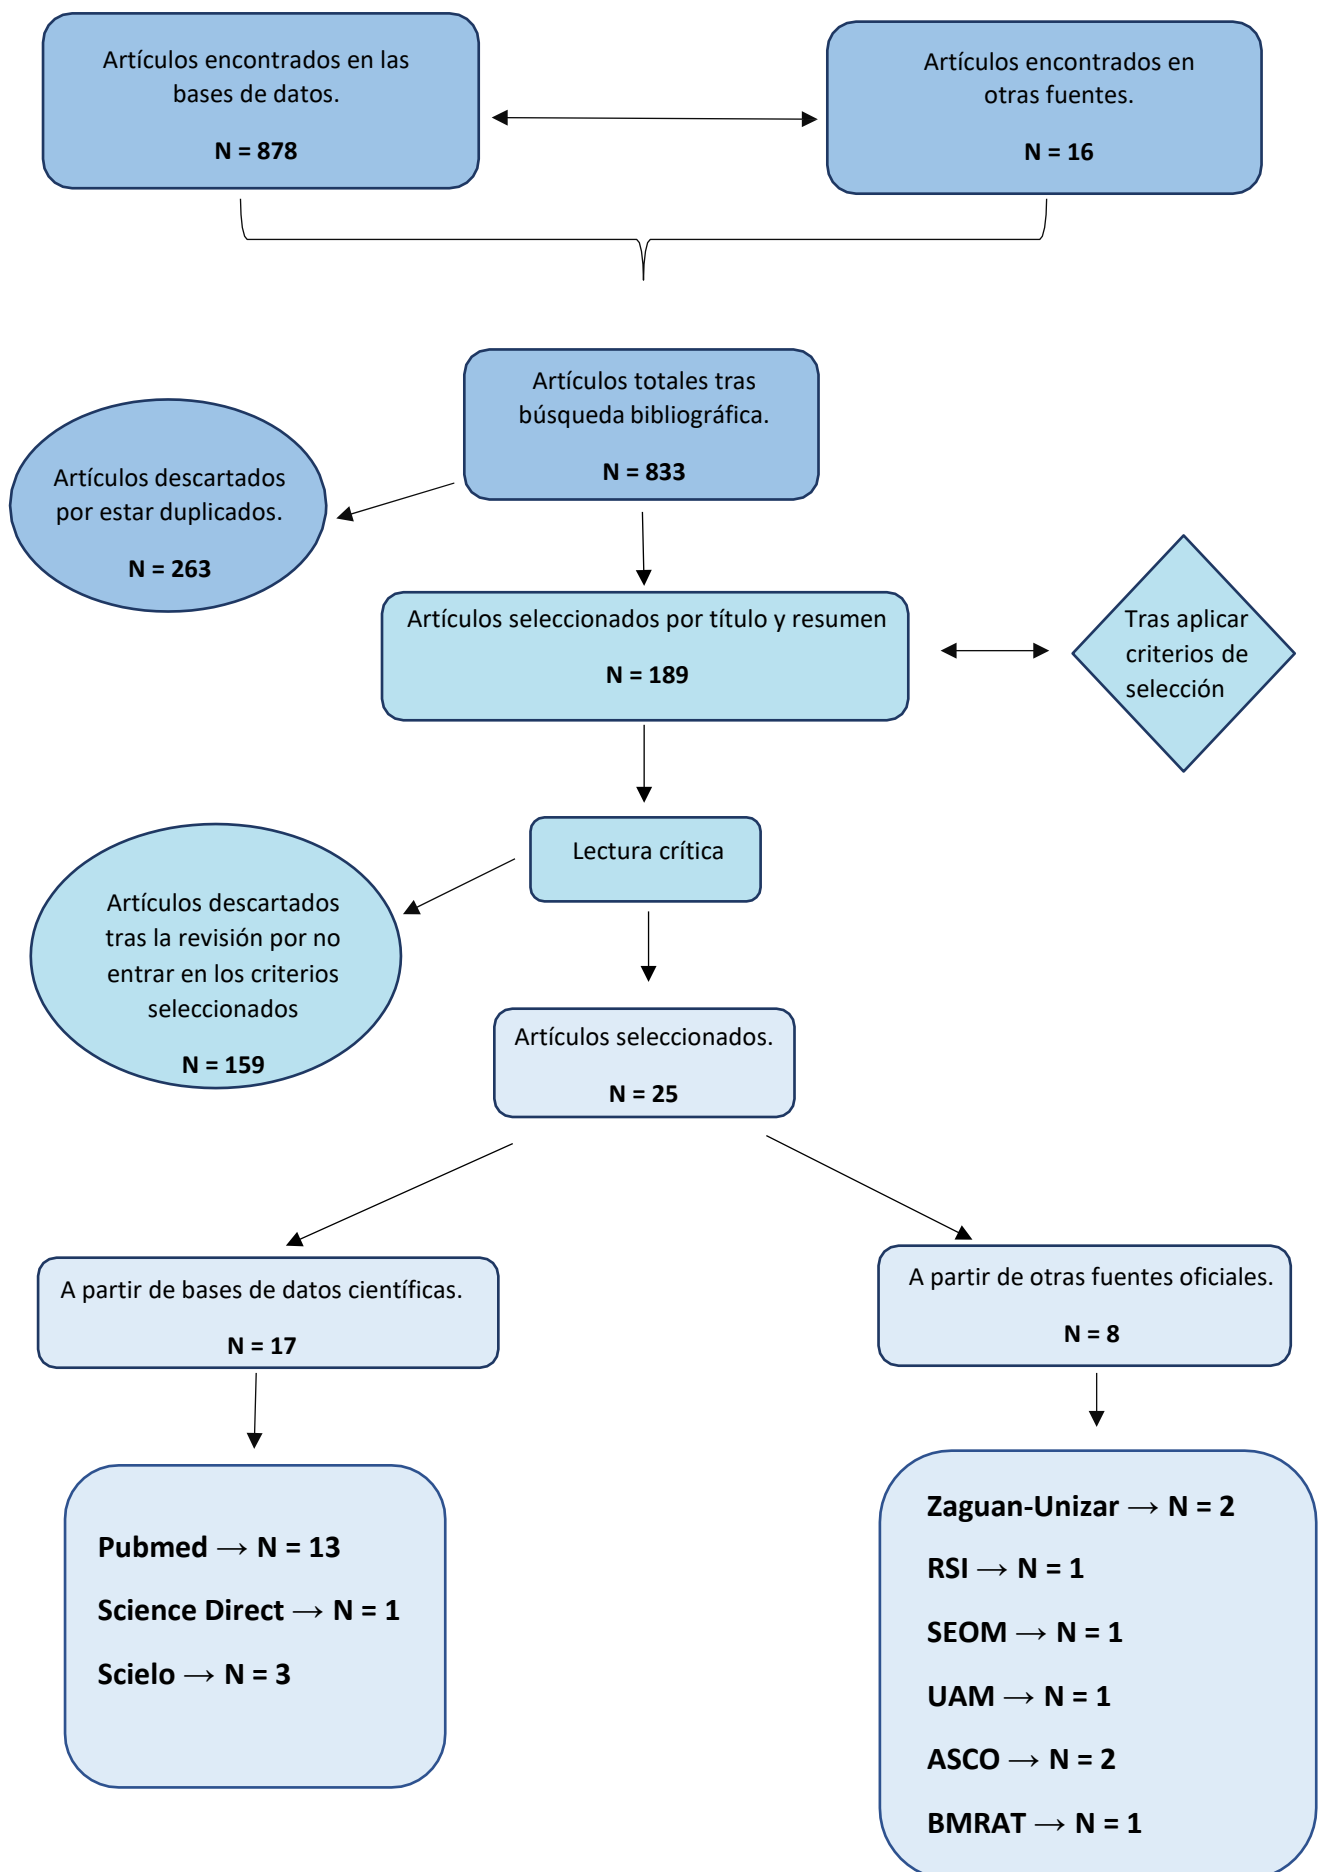 Artículos encontrados en las
bases de datos.
N = 878
Artículos encontrados en
otras fuentes.
N = 16
Artículos totales tras
búsqueda bibliográfica.
N = 833
Artículos descartados
por estar duplicados.
N = 263
Artículos seleccionados por título y resumen
N = 189
Tras aplicar
criterios de
selección
Lectura crítica
Artículos descartados
tras la revisión por no
entrar en los criterios
seleccionados
N = 159
Artículos seleccionados.
N = 25
A partir de bases de datos científicas.
N = 17
A partir de otras fuentes oficiales.
N = 8
Pubmed → N = 13
Science Direct → N = 1
Scielo → N = 3
Zaguan-Unizar → N = 2
RSI → N = 1
SEOM → N = 1
UAM → N = 1
ASCO → N = 2
BMRAT → N = 1